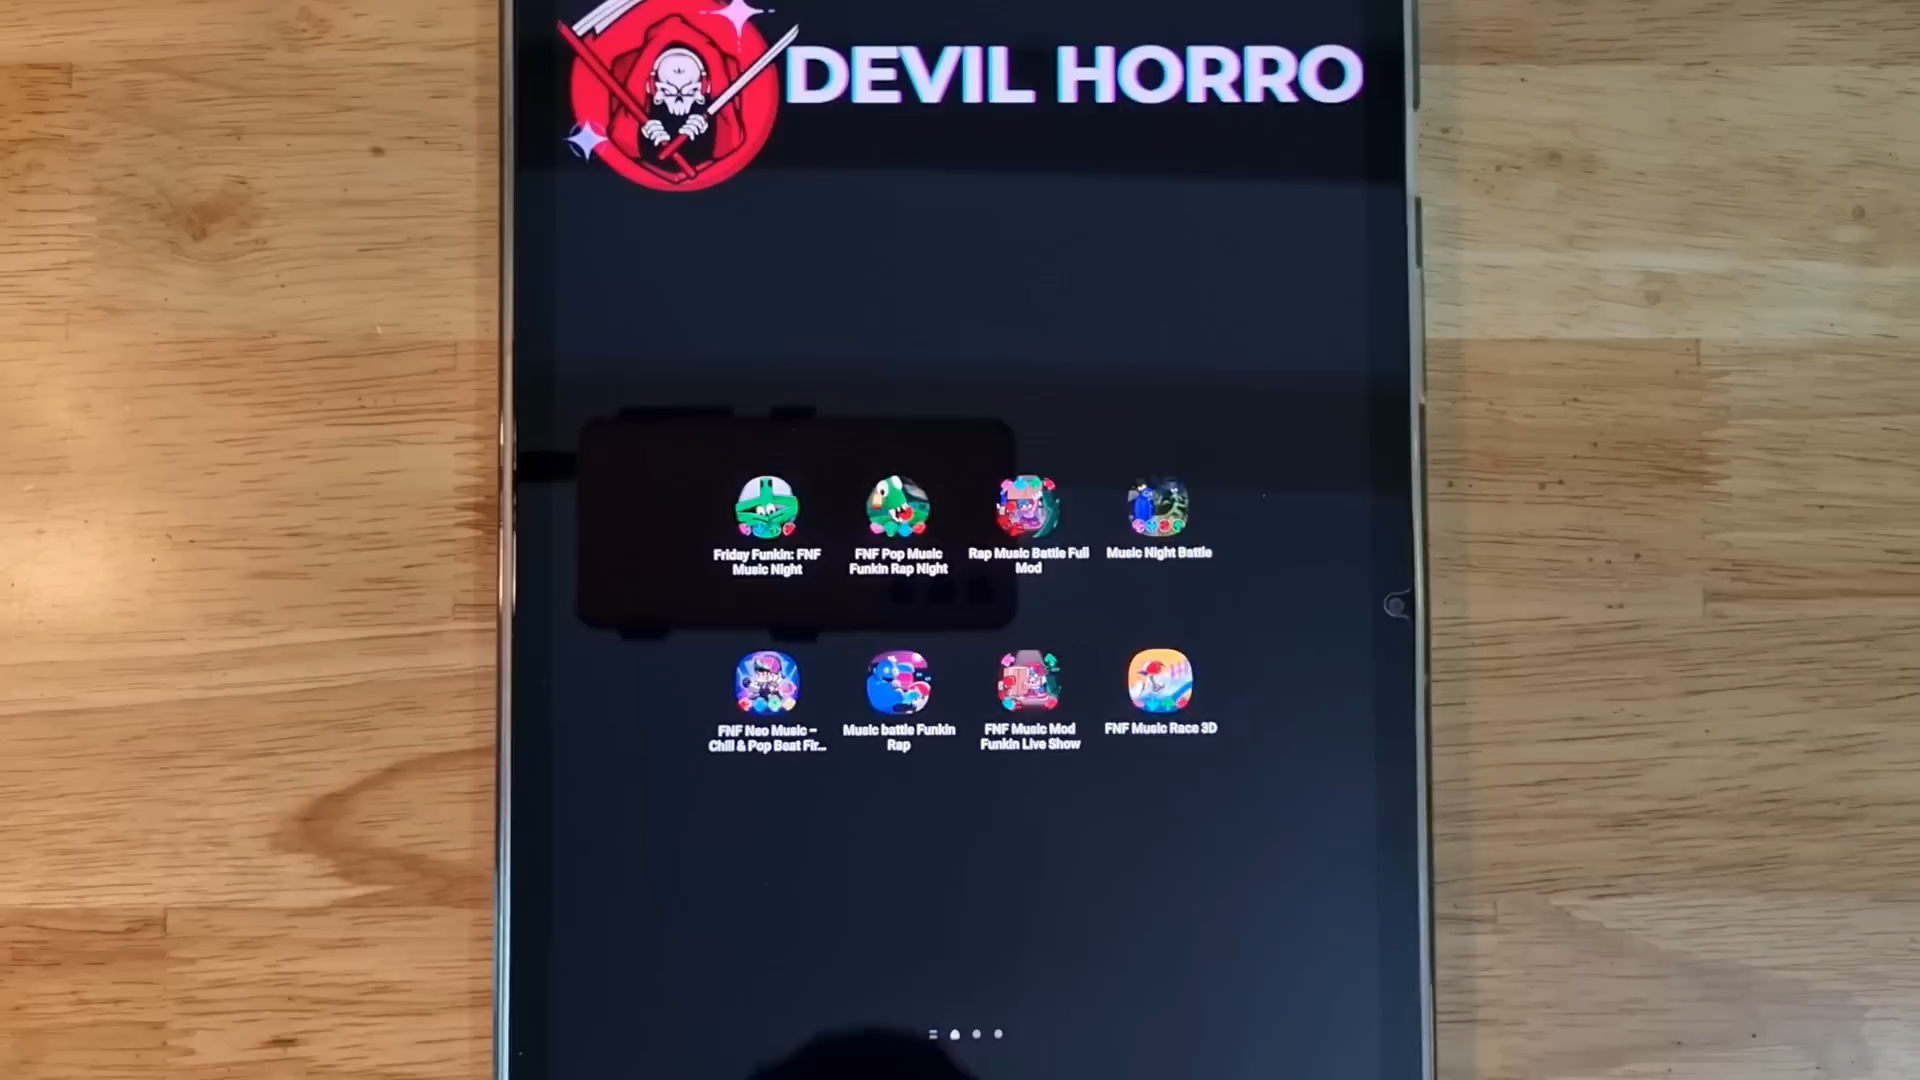 DEVIL HORRO
Friday Funkin: FNF
Music Night
FNF Pop Music
Funkin Rap Night
Rap Music Battle Full
Mod
Music Night Battle
FNF Neo Music –
Chill & Pop Beat Fir...
Music battle Funkin
Rap
FNF Music Mod
Funkin Live Show
FNF Music Race 3D